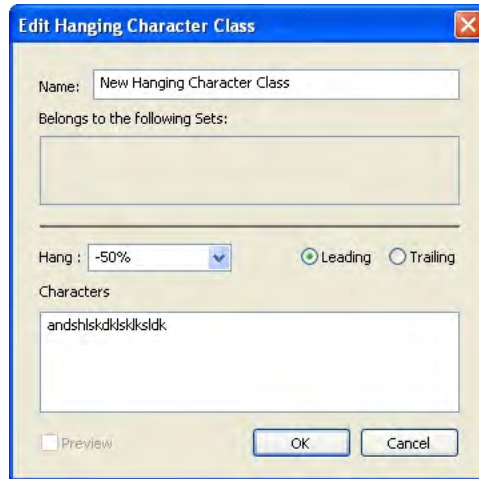 Edit Hanging Character Class
Name: New Hanging Character Class
Belongs to the following Sets:
Hang : -50% Leading Trailing
Characters
andshlskdklsklksldk
Preview OK Cancel